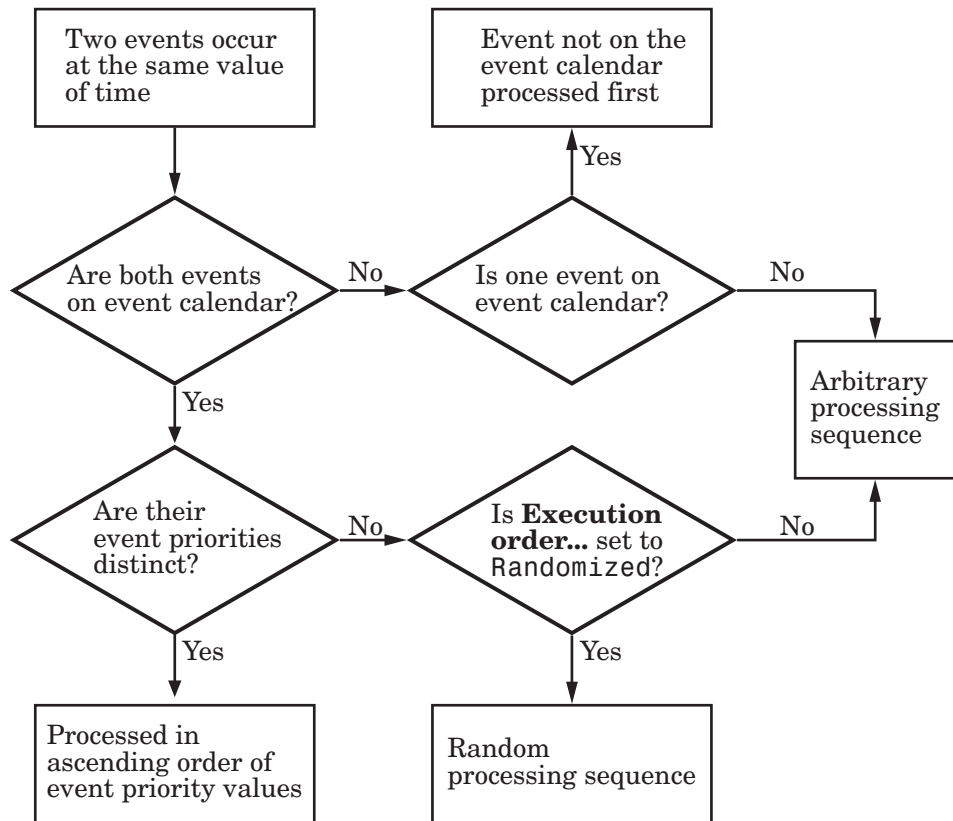 Two events occur
at the same value
of time
Event not on the
event calendar
processed first
Yes
Are both events
on event calendar?
No
Is one event on
event calendar?
No
Yes
Arbitrary
processing
sequence
Are their
event priorities
distinct?
No
Is Execution
order... set to
Randomized?
No
Yes
Yes
Processed in
ascending order of
event priority values
Random
processing sequence